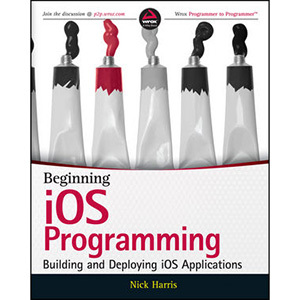 Join the discussion @ p2p.wrox.com
Wrox Programmer to Programmer™
wrox
Beginning
iOS
Programming
Building and Deploying iOS Applications
Nick Harris